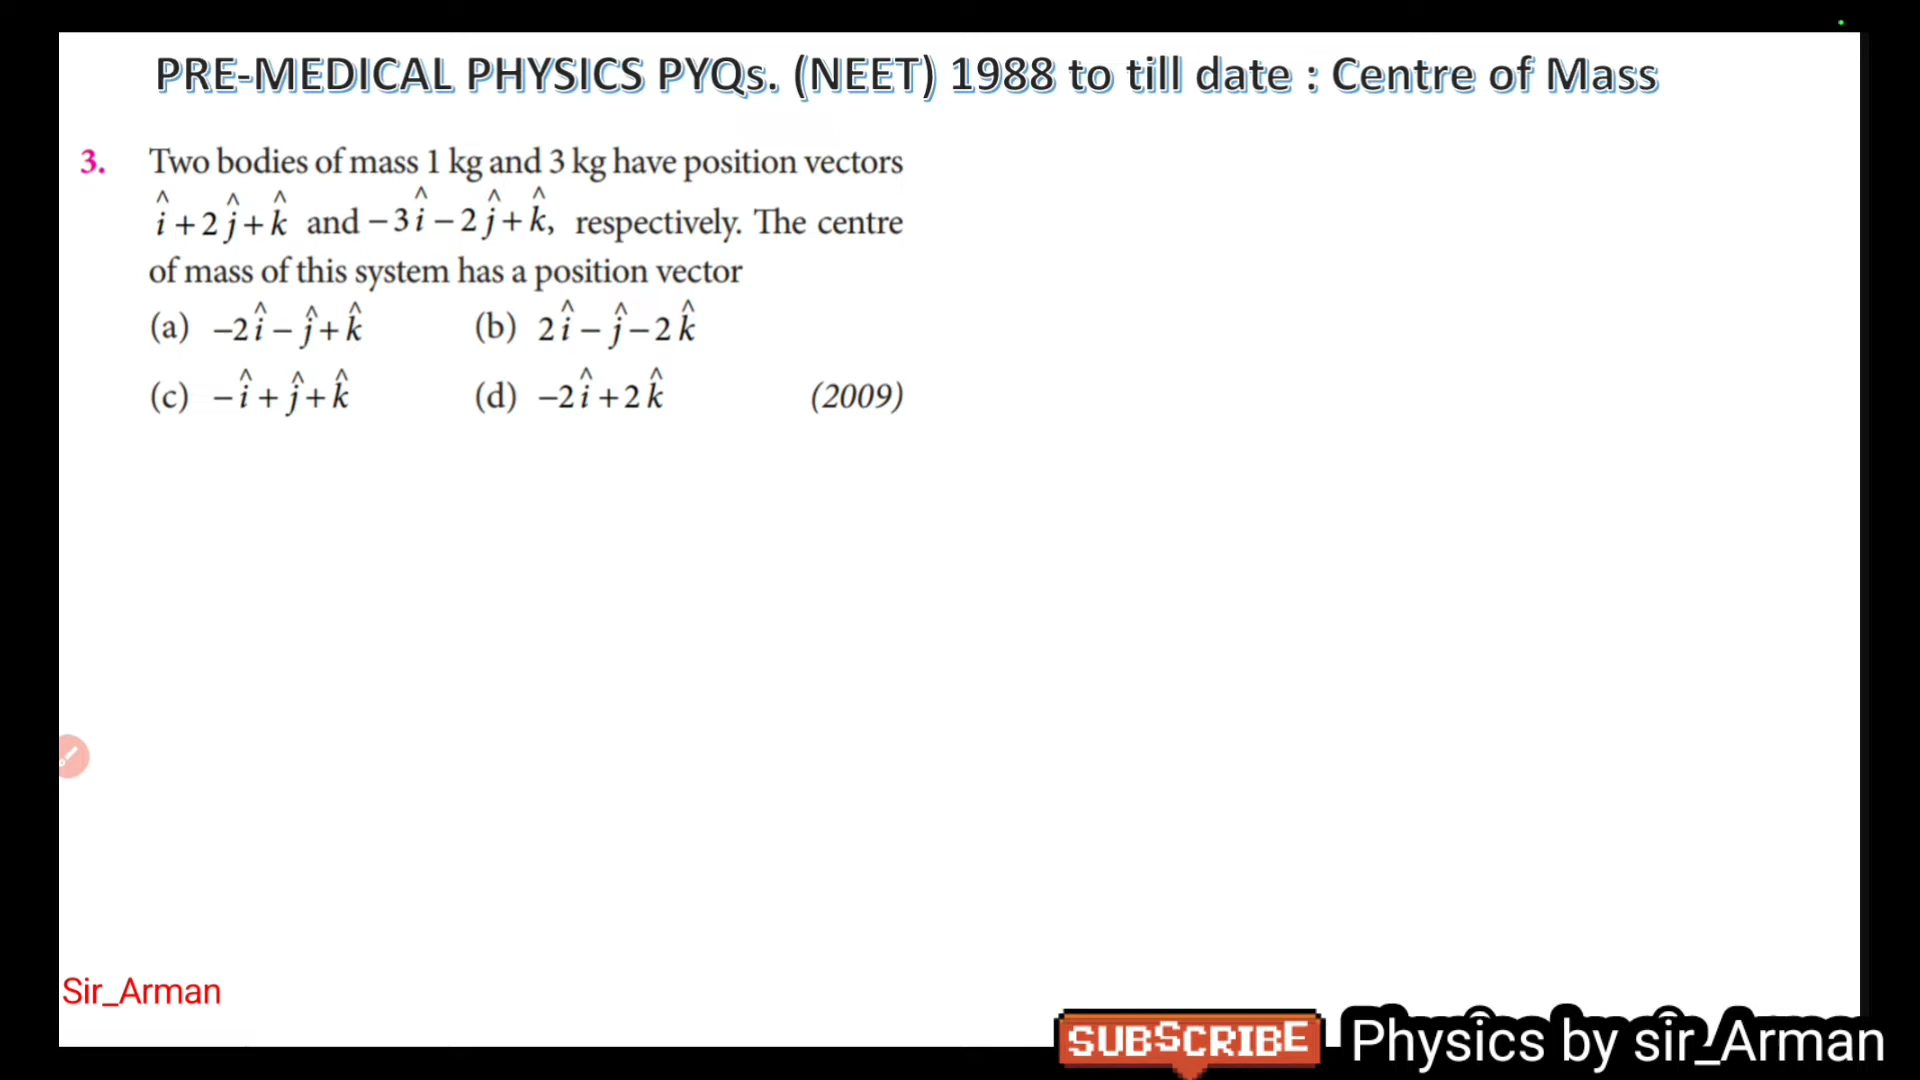 PRE-MEDICAL PHYSICS PYQs. (NEET) 1988 to till date : Centre of Mass
3. Two bodies of mass 1 kg and 3 kg have position vectors
î + 2ĵ + k̂ and −3î − 2ĵ + k̂, respectively. The centre
of mass of this system has a position vector
(a) −2î − ĵ + k̂ (b) 2î − ĵ − 2k̂
(c) −î + ĵ + k̂ (d) −2î + 2k̂ (2009)
Sir_Arman
SUBSCRIBE Physics by sir_Arman